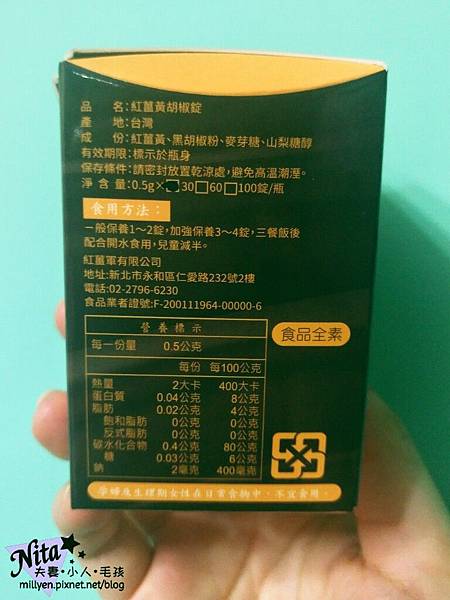 品　名:紅薑黃胡椒錠
產　地:台灣
成　份:紅薑黃、黑胡椒粉、麥芽糖、山梨糖醇
有效期限:標示於瓶身
保存條件:請密封放置乾涼處,避免高溫潮溼。
淨 含 量:0.5g×■30□60□100錠/瓶
食用方法:
一般保養1～2錠,加強保養3～4錠,三餐飯後
配合開水食用,兒童減半。
紅薑軍有限公司
地址:新北市永和區仁愛路232號2樓
電話:02-2796-6230
食品業者證號:F-200111964-00000-6
營養標示
食品全素
每一份量 0.5公克
每份 每100公克
熱量 2大卡 400大卡
蛋白質 0.04公克 8公克
脂肪 0.02公克 4公克
飽和脂肪 0公克 0公克
反式脂肪 0公克 0公克
碳水化合物 0.4公克 80公克
糖 0.03公克 6公克
鈉 2毫克 400毫克
孕婦及生理期女性在日常食物中,不宜食用。
Nita
夫妻·小人·毛孩
millyen.pixnet.net/blog